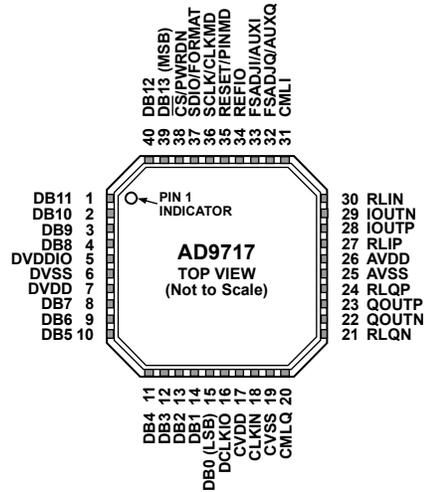 40 DB12
39 DB13 (MSB)
38 CS/PWRDN
37 SDIO/FORMAT
36 SCLK/CLKMD
35 RESET/PINMD
34 REFIO
33 FSADJI/AUXI
32 FSADJQ/AUXQ
31 CMLI
DB11 1
DB10 2
DB9 3
DB8 4
DVDDIO 5
DVSS 6
DVDD 7
DB7 8
DB6 9
DB5 10
PIN 1
INDICATOR
AD9717
TOP VIEW
(Not to Scale)
30 RLIN
29 IOUTN
28 IOUTP
27 RLIP
26 AVDD
25 AVSS
24 RLQP
23 QOUTP
22 QOUTN
21 RLQN
DB4 11
DB3 12
DB2 13
DB1 14
DB0 (LSB) 15
DCLKIO 16
CVDD 17
CLKIN 18
CVSS 19
CMLQ 20